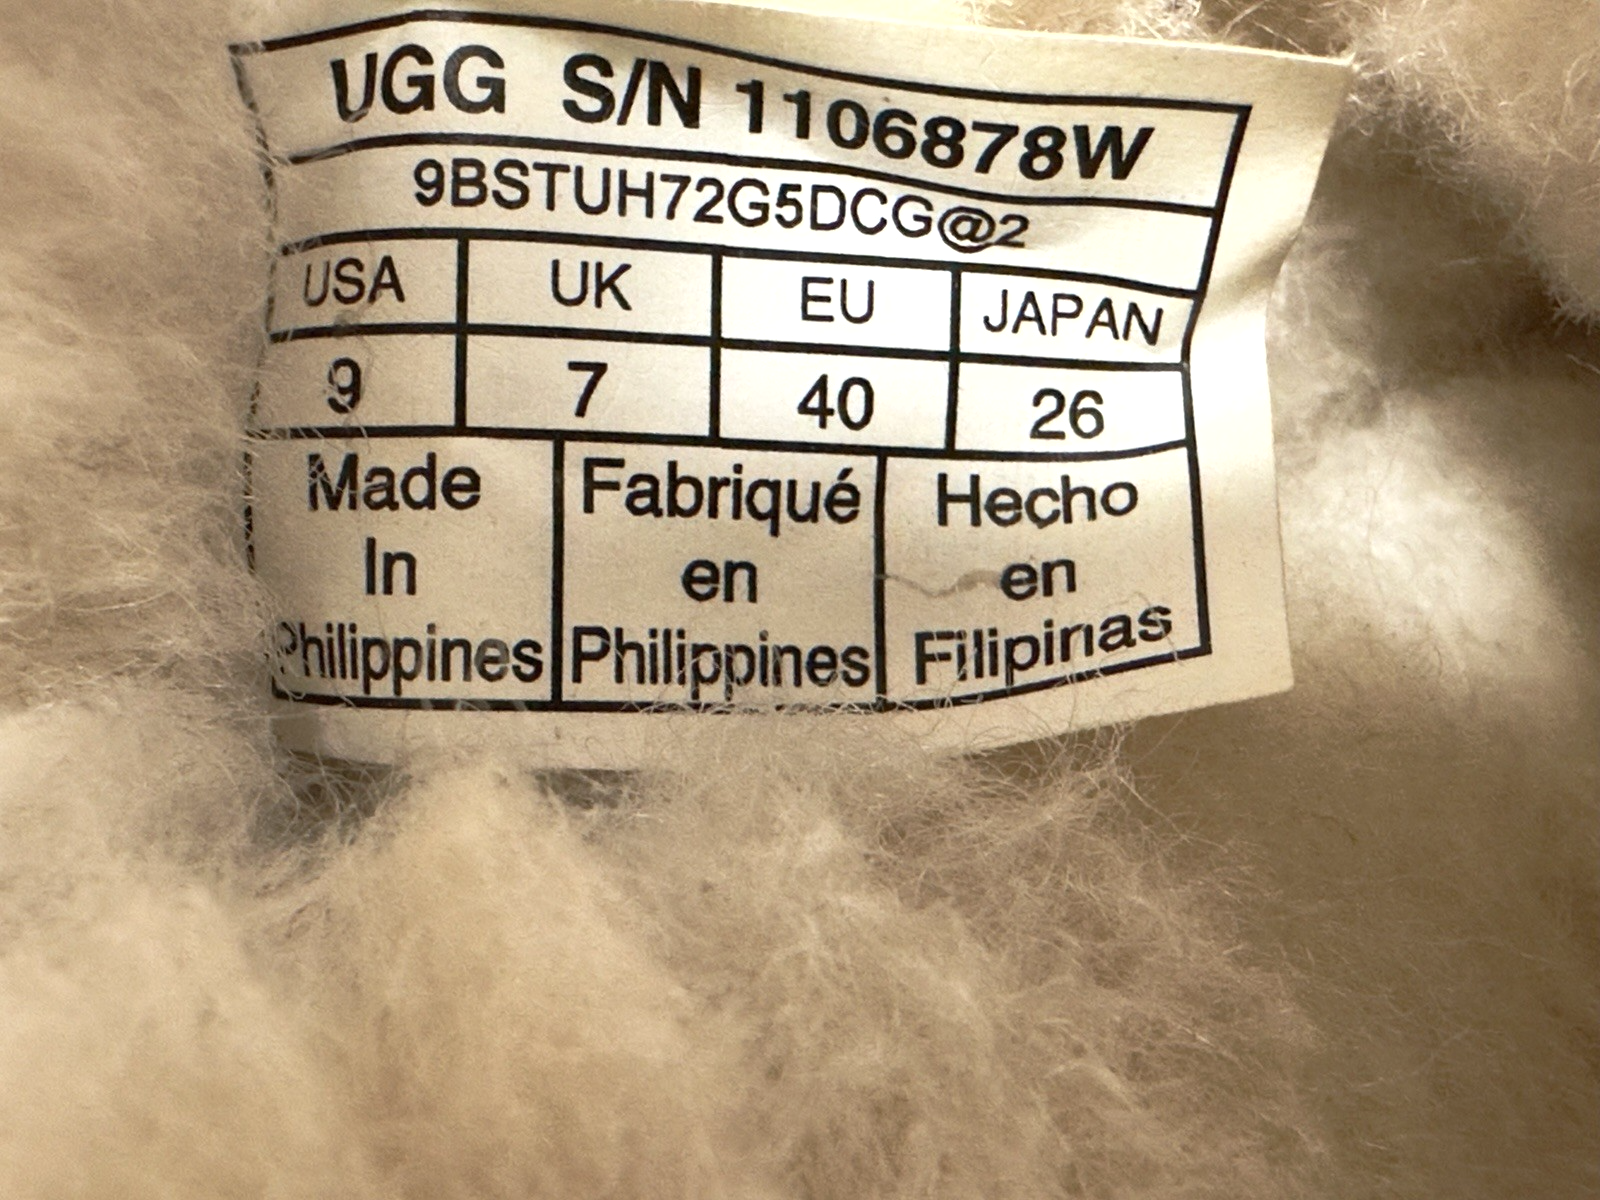 UGG S/N 1106878W
9BSTUH72G5DCG@2
USA UK EU JAPAN
9 7 40 26
Made Fabriqué Hecho
In en en
Philippines Philippines Filipinas